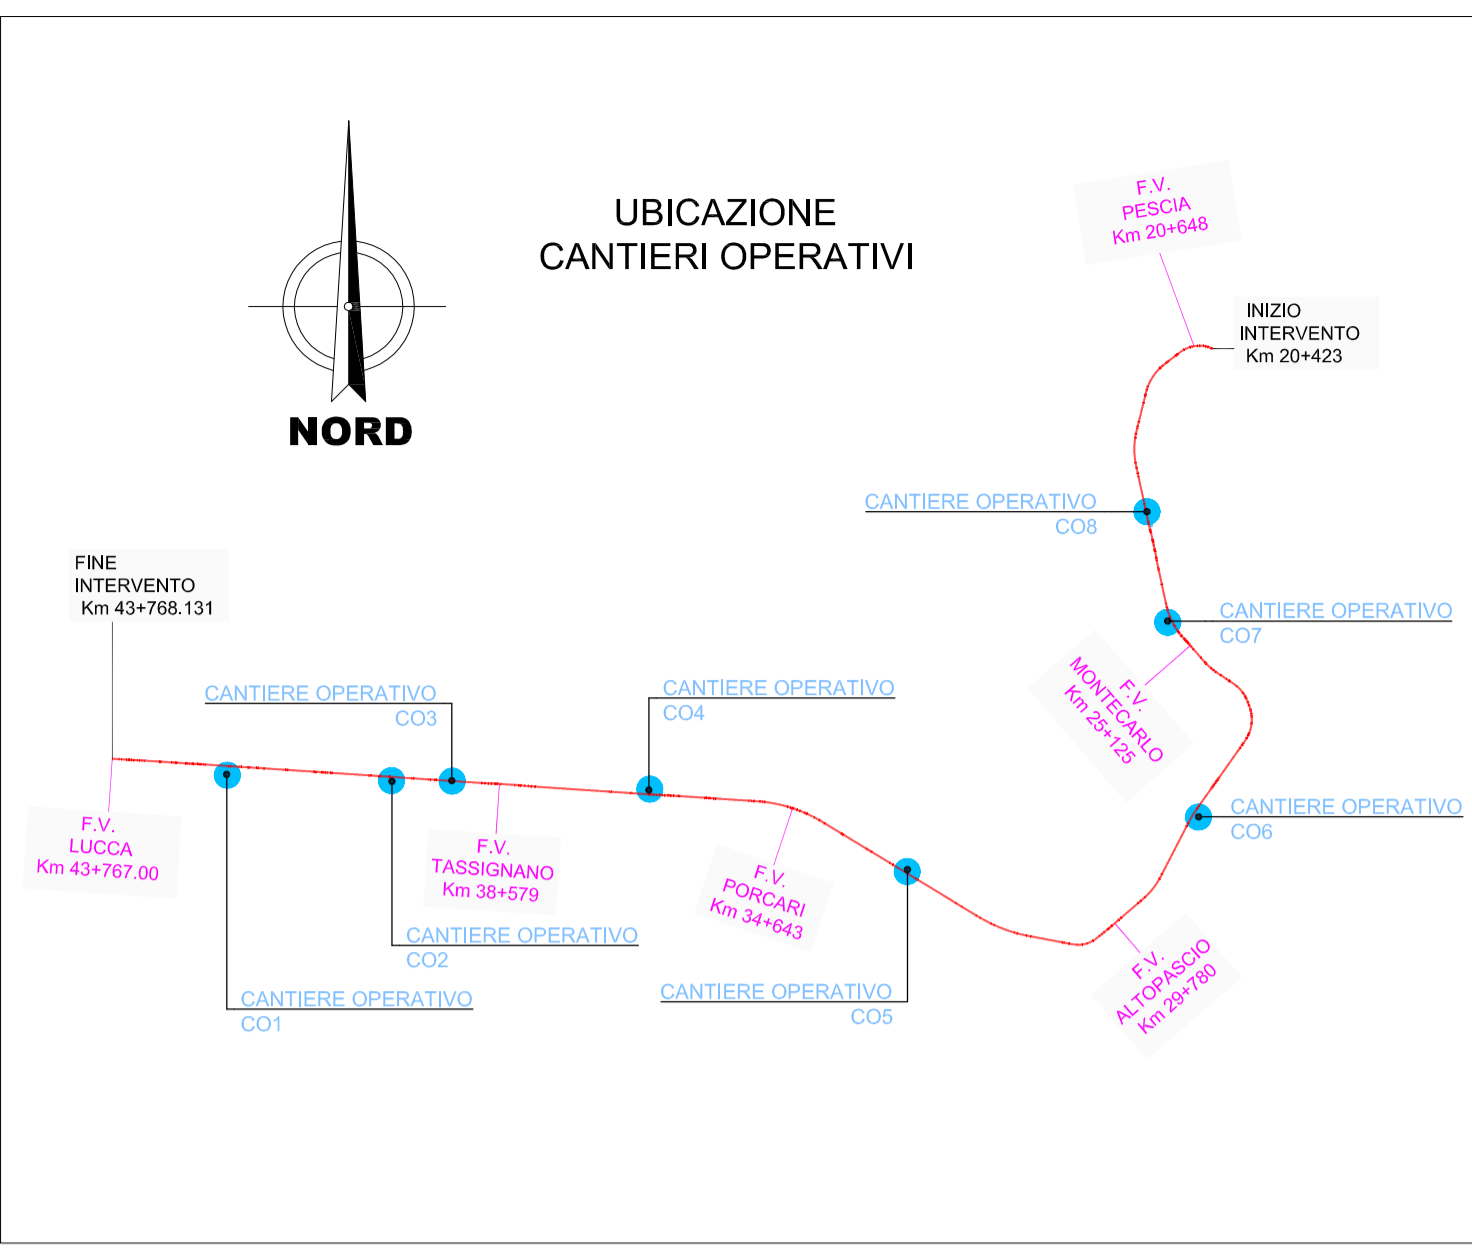 UBICAZIONE
CANTIERI OPERATIVI
NORD
F.V.
PESCIA
Km 20+648
INIZIO
INTERVENTO
Km 20+423
CANTIERE OPERATIVO
CO8
FINE
INTERVENTO
Km 43+768.131
CANTIERE OPERATIVO
CO7
F.V.
MONTECARLO
Km 25+125
CANTIERE OPERATIVO
CO3
CANTIERE OPERATIVO
CO4
F.V.
LUCCA
Km 43+767.00
F.V.
TASSIGNANO
Km 38+579
F.V.
PORCARI
Km 34+643
CANTIERE OPERATIVO
CO6
CANTIERE OPERATIVO
CO2
F.V.
ALTOPASCIO
Km 29+780
CANTIERE OPERATIVO
CO1
CANTIERE OPERATIVO
CO5